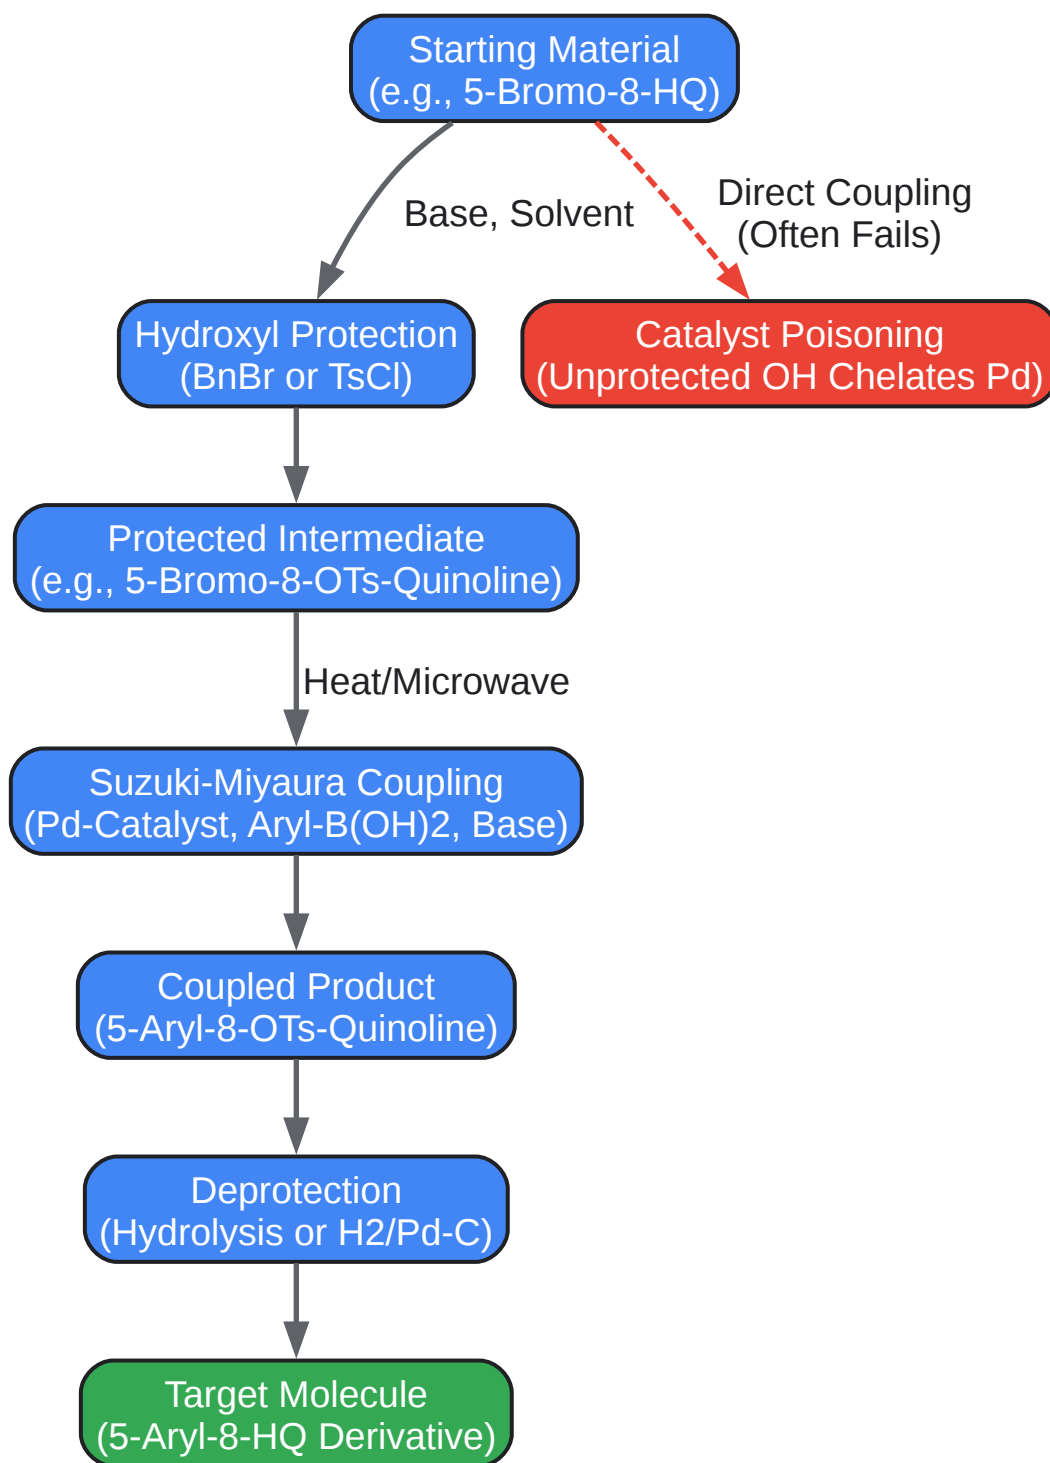 Starting Material
(e.g., 5-Bromo-8-HQ)
Base, Solvent
Direct Coupling
(Often Fails)
Hydroxyl Protection
(BnBr or TsCl)
Catalyst Poisoning
(Unprotected OH Chelates Pd)
Protected Intermediate
(e.g., 5-Bromo-8-OTs-Quinoline)
Heat/Microwave
Suzuki-Miyaura Coupling
(Pd-Catalyst, Aryl-B(OH)2, Base)
Coupled Product
(5-Aryl-8-OTs-Quinoline)
Deprotection
(Hydrolysis or H2/Pd-C)
Target Molecule
(5-Aryl-8-HQ Derivative)